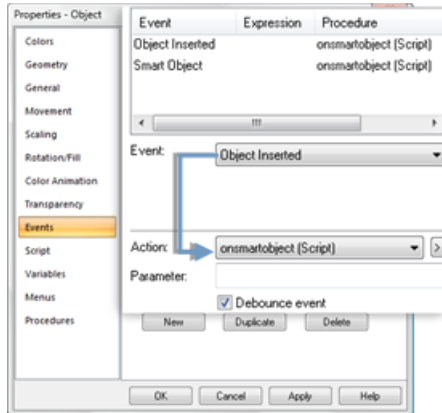 Properties - Object
Colors
Geometry
General
Movement
Scaling
Rotation/Fill
Color Animation
Transparency
Events
Script
Variables
Menus
Procedures
Event Expression Procedure
Object Inserted onsmartobject (Script)
Smart Object onsmartobject (Script)
Event: Object Inserted
Action: onsmartobject (Script) >
Parameter:
Debounce event
New Duplicate Delete
OK Cancel Apply Help